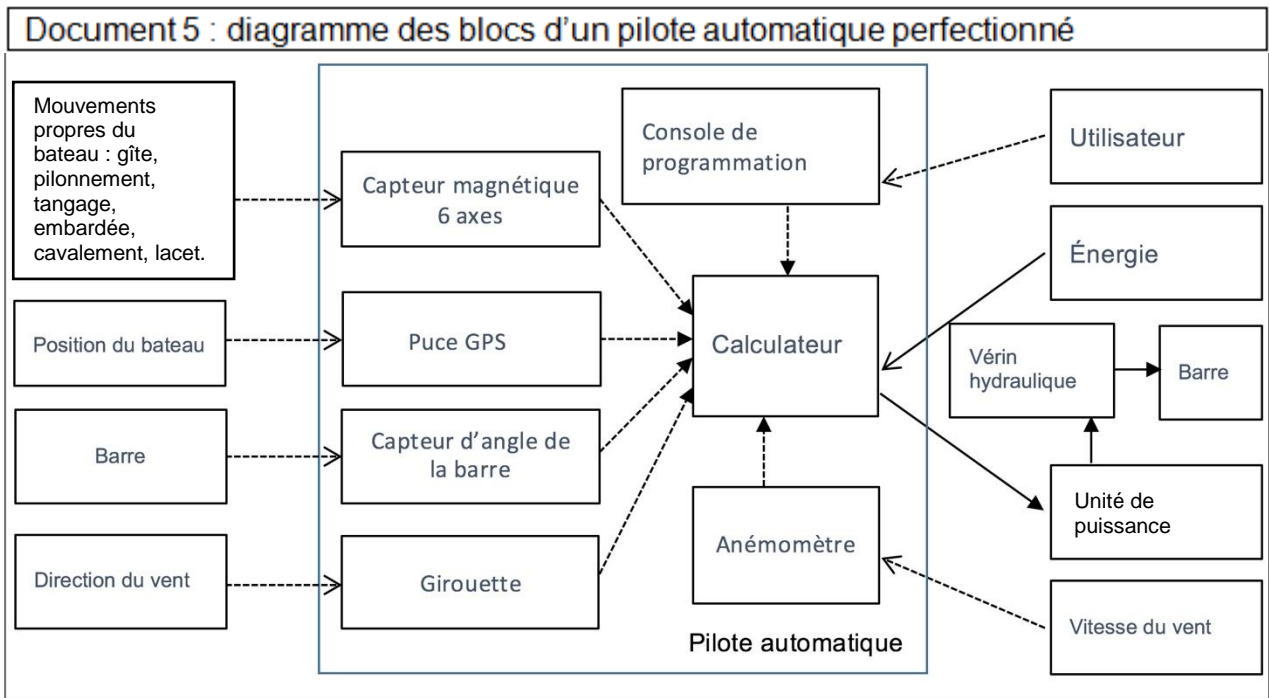 Document 5 : diagramme des blocs d'un pilote automatique perfectionné
Mouvements
propres du
bateau : gîte,
pilonnement,
tangage,
embardée,
cavalement, lacet.
Capteur magnétique
6 axes
Console de
programmation
Utilisateur
Énergie
Position du bateau
Puce GPS
Calculateur
Vérin
hydraulique
Barre
Barre
Capteur d'angle de
la barre
Unité de
puissance
Anémomètre
Direction du vent
Girouette
Vitesse du vent
Pilote automatique